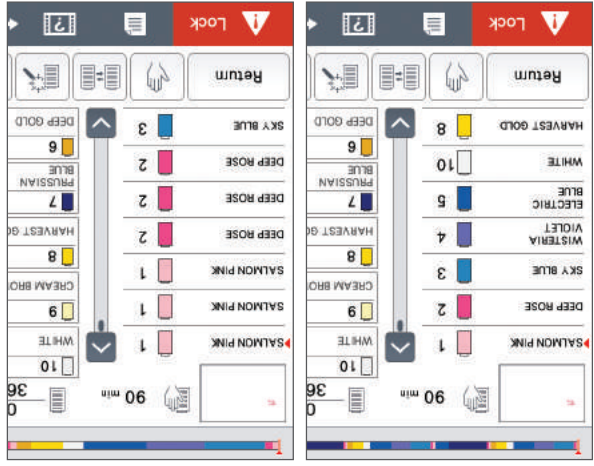 90 min
0
36
SALMON PINK 1
DEEP ROSE 2
SKY BLUE 3
WISTERIA
VIOLET 4
ELECTRIC
BLUE 5
WHITE 10
HARVEST GOLD 8
10
WHITE
9
CREAM BRO
8
HARVEST GO
7
PRUSSIAN
BLUE
6
DEEP GOLD
Return
Lock
?
90 min
0
36
SALMON PINK 1
SALMON PINK 1
SALMON PINK 1
DEEP ROSE 2
DEEP ROSE 2
DEEP ROSE 2
SKY BLUE 3
10
WHITE
9
CREAM BRO
8
HARVEST GO
7
PRUSSIAN
BLUE
6
DEEP GOLD
Return
Lock
?